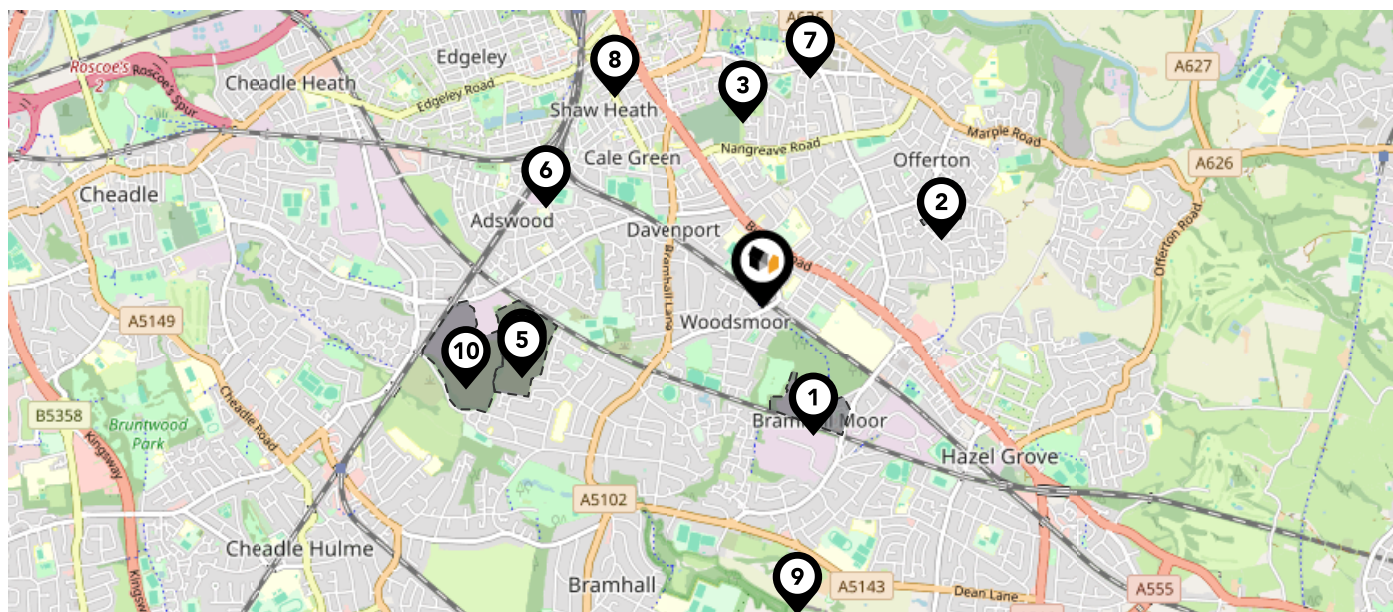 A626
7
Edgeley
8
Roscoe's
2
Roscoe's Spur
Cheadle Heath
A627
3
Edgeley Road
Shaw Heath
Marple Road
Nangreave Road
Cale Green
Offerton
A626
6
Cheadle
2
Adswood
Davenport
Offerton Road
Bramhall Lane
Road
A5149
Woodsmoor
5
10
1
B5358
Cheadle Road
Bruntwood
Park
Kingsway
Bramhall Moor
Hazel Grove
A5102
Cheadle Hulme
9
Bramhall
A5143
Dean Lane
A555
Kingsw